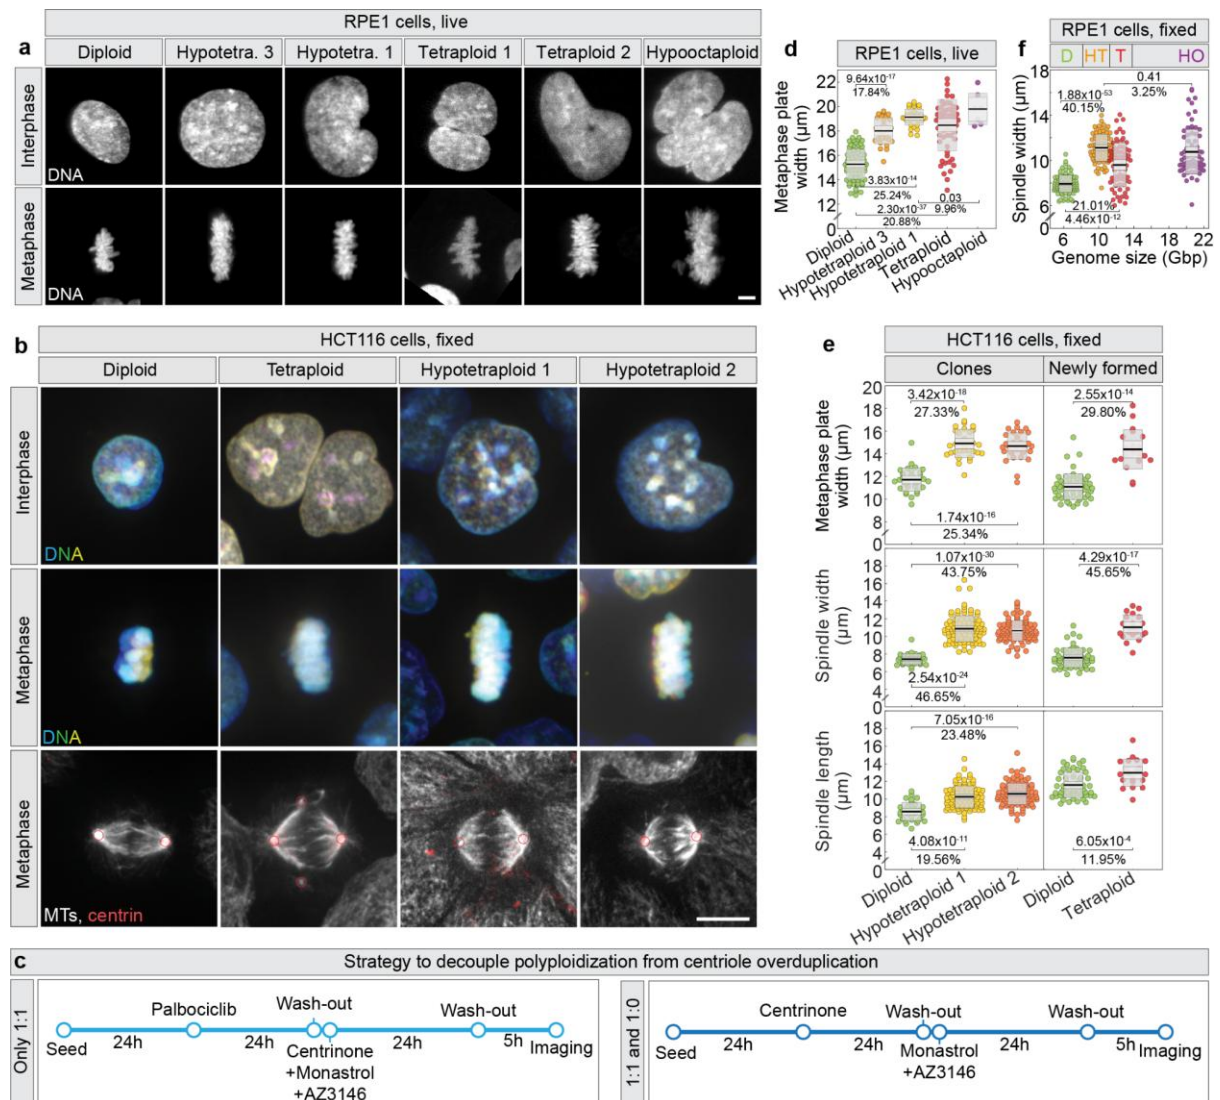 RPE1 cells, live
a
Diploid
Hypotetra. 3
Hypotetra. 1
Tetraploid 1
Tetraploid 2
Hypooctaploid
Interphase
DNA
Metaphase
DNA
d
RPE1 cells, live
Metaphase plate
width (μm)
22
20
18
16
14
12
0
9.64x10⁻¹⁷
17.84%
3.83x10⁻¹⁴
25.24%
0.03
2.30x10⁻³⁷
9.96%
20.88%
Diploid
Hypotetraploid 3
Hypotetraploid 1
Tetraploid
Hypooctaploid
f
RPE1 cells, fixed
D
HT
T
HO
Spindle width (μm)
18
14
10
6
0
0.41
3.25%
1.88x10⁻⁵³
40.15%
21.01%
4.46x10⁻¹²
6
10
14
18
22
Genome size (Gbp)
b
HCT116 cells, fixed
Diploid
Tetraploid
Hypotetraploid 1
Hypotetraploid 2
Interphase
DNA
Metaphase
DNA
Metaphase
MTs, centrin
e
HCT116 cells, fixed
Clones
Newly formed
Metaphase plate
width (μm)
20
18
16
14
12
10
8
0
3.42x10⁻¹⁸
27.33%
2.55x10⁻¹⁴
29.80%
1.74x10⁻¹⁶
25.34%
Spindle width
(μm)
18
16
14
12
10
8
6
4
0
1.07x10⁻³⁰
43.75%
4.29x10⁻¹⁷
45.65%
2.54x10⁻²⁴
46.65%
Spindle length
(μm)
18
16
14
12
10
8
6
4
0
7.05x10⁻¹⁶
23.48%
4.08x10⁻¹¹
19.56%
6.05x10⁻⁴
11.95%
Diploid
Hypotetraploid 1
Hypotetraploid 2
Diploid
Tetraploid
c
Strategy to decouple polyploidization from centriole overduplication
Only 1:1
Palbociclib
Wash-out
Wash-out
Seed
24h
24h
Centrinone
+Monastrol
+AZ3146
24h
5h
Imaging
1:1 and 1:0
Centrinone
Wash-out
Wash-out
Seed
24h
24h
Monastrol
+AZ3146
24h
5h
Imaging